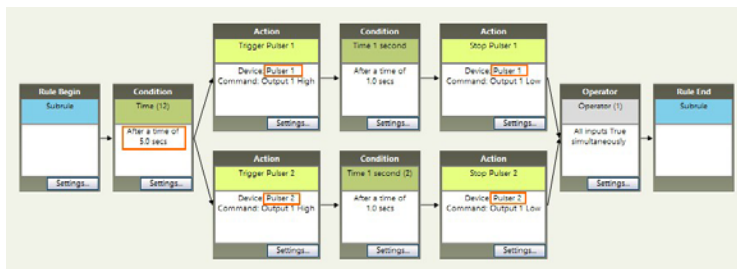 Rule Begin
Subrule
Settings...
Condition
Time (12)
After a time of
5.0 secs
Settings...
Action
Trigger Pulser 1
Device: Pulser 1
Command: Output 1 High
Settings...
Condition
Time 1 second
After a time of
1.0 secs
Settings...
Action
Stop Pulser 1
Device: Pulser 1
Command: Output 1 Low
Settings...
Action
Trigger Pulser 2
Device: Pulser 2
Command: Output 1 High
Settings...
Condition
Time 1 second (2)
After a time of
1.0 secs
Settings...
Action
Stop Pulser 2
Device: Pulser 2
Command: Output 1 Low
Settings...
Operator
Operator (1)
All inputs True
simultaneously
Settings...
Rule End
Subrule